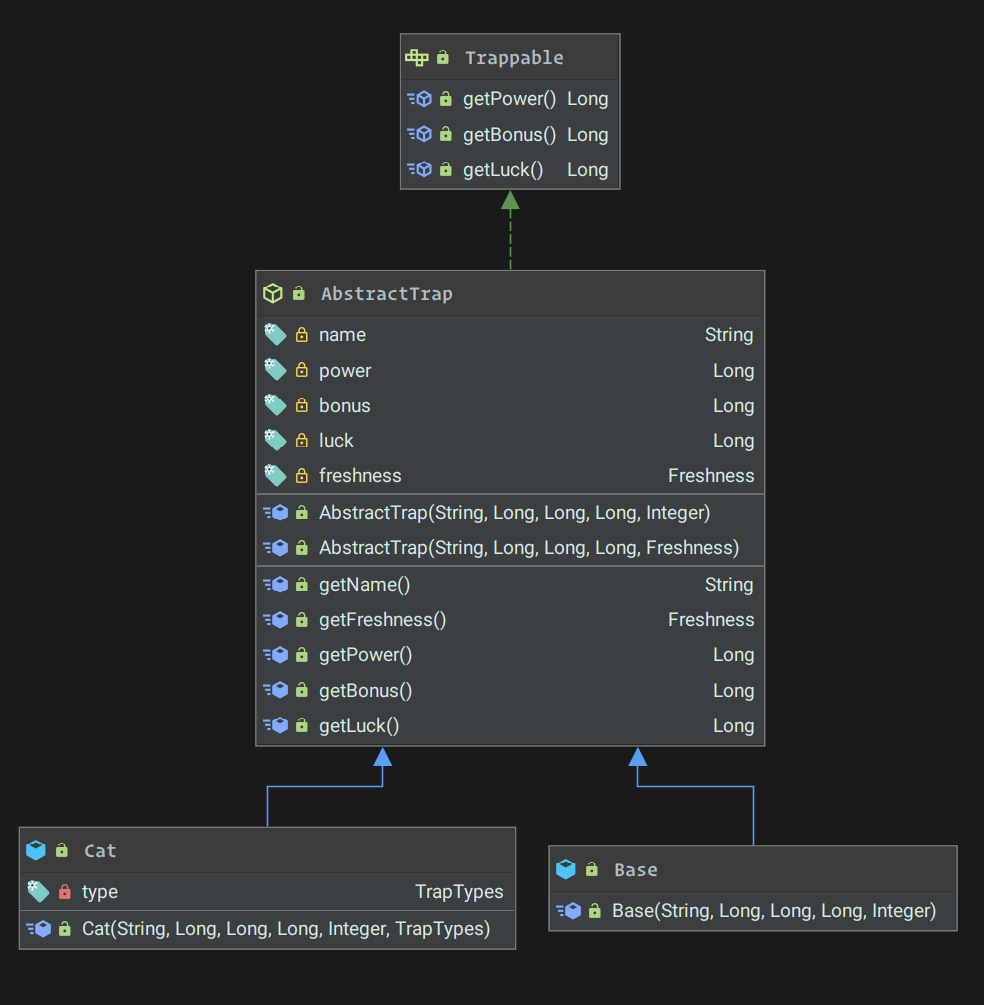 Trappable
getPower() Long
getBonus() Long
getLuck() Long
AbstractTrap
name String
power Long
bonus Long
luck Long
freshness Freshness
AbstractTrap(String, Long, Long, Long, Integer)
AbstractTrap(String, Long, Long, Long, Freshness)
getName() String
getFreshness() Freshness
getPower() Long
getBonus() Long
getLuck() Long
Cat
type TrapTypes
Cat(String, Long, Long, Long, Integer, TrapTypes)
Base
Base(String, Long, Long, Long, Integer)